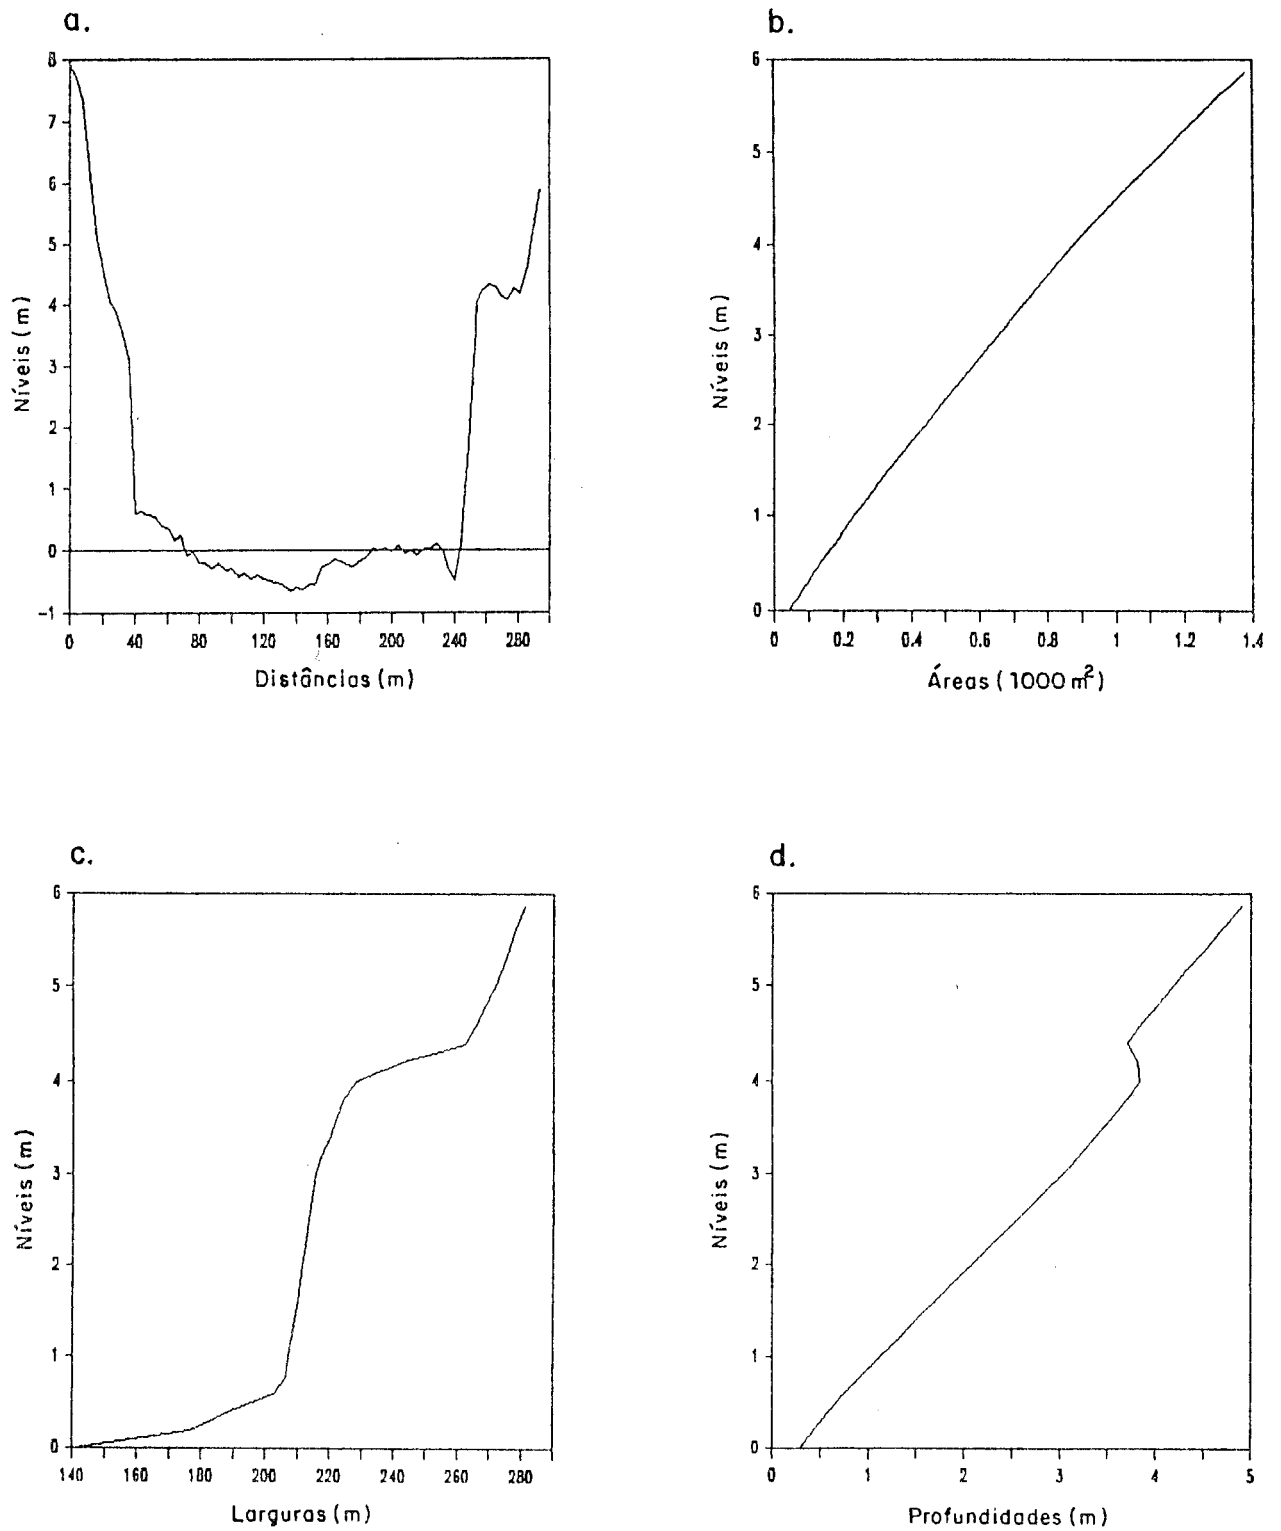 a.
8
7
6
5
4
3
2
1
0
-1
Níveis (m)
0 40 80 120 160 200 240 280
Distâncias (m)
b.
6
5
4
3
2
1
0
Níveis (m)
0 0.2 0.4 0.6 0.8 1 1.2 1.4
Áreas (1000 m²)
c.
6
5
4
3
2
1
0
Níveis (m)
140 160 180 200 220 240 260 280
Larguras (m)
d.
6
5
4
3
2
1
0
Níveis (m)
0 1 2 3 4 5
Profundidades (m)